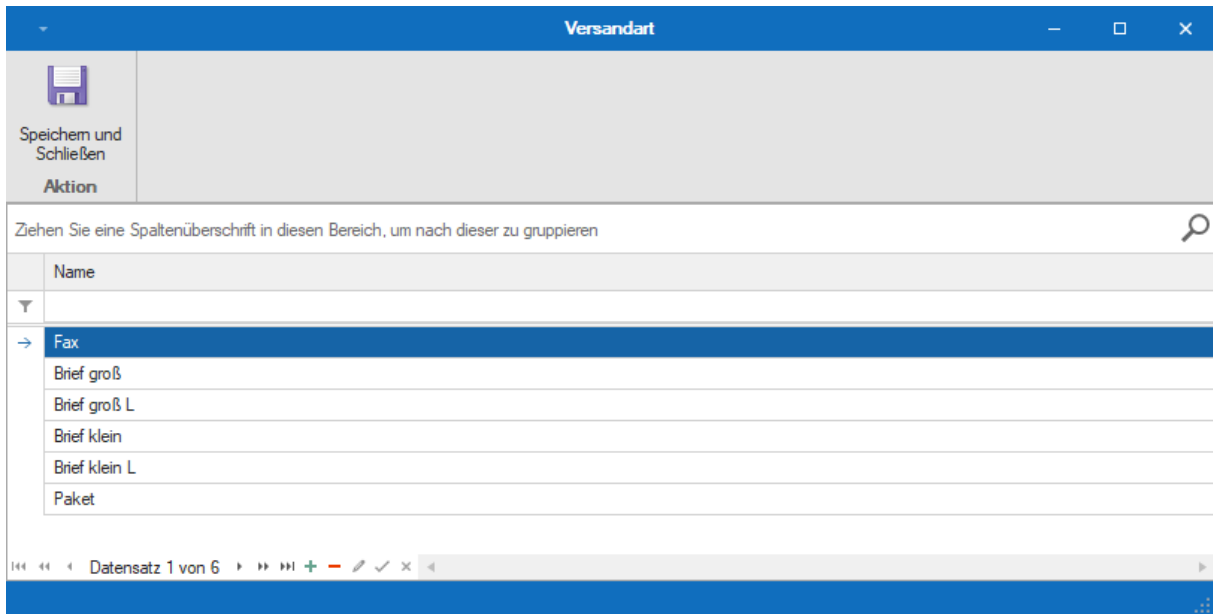 Versandart
Speichern und
Schließen
Aktion
Ziehen Sie eine Spaltenüberschrift in diesen Bereich, um nach dieser zu gruppieren
Name
Fax
Brief groß
Brief groß L
Brief klein
Brief klein L
Paket
Datensatz 1 von 6